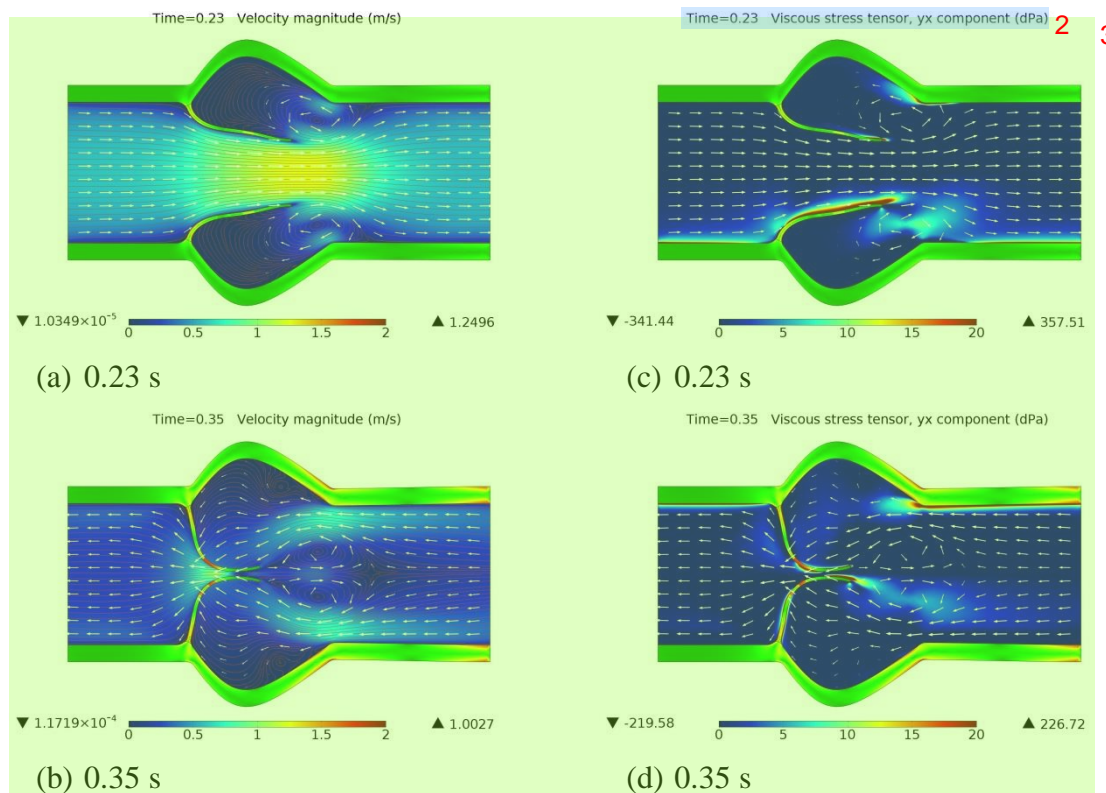 Time=0.23 Velocity magnitude (m/s)
Time=0.23 Viscous stress tensor, yx component (dPa)
2
3
▼ 1.0349×10⁻⁵
0 0.5 1 1.5 2
▲ 1.2496
▼ -341.44
0 5 10 15 20
▲ 357.51
(a) 0.23 s
(c) 0.23 s
Time=0.35 Velocity magnitude (m/s)
Time=0.35 Viscous stress tensor, yx component (dPa)
▼ 1.1719×10⁻⁴
0 0.5 1 1.5 2
▲ 1.0027
▼ -219.58
0 5 10 15 20
▲ 226.72
(b) 0.35 s
(d) 0.35 s